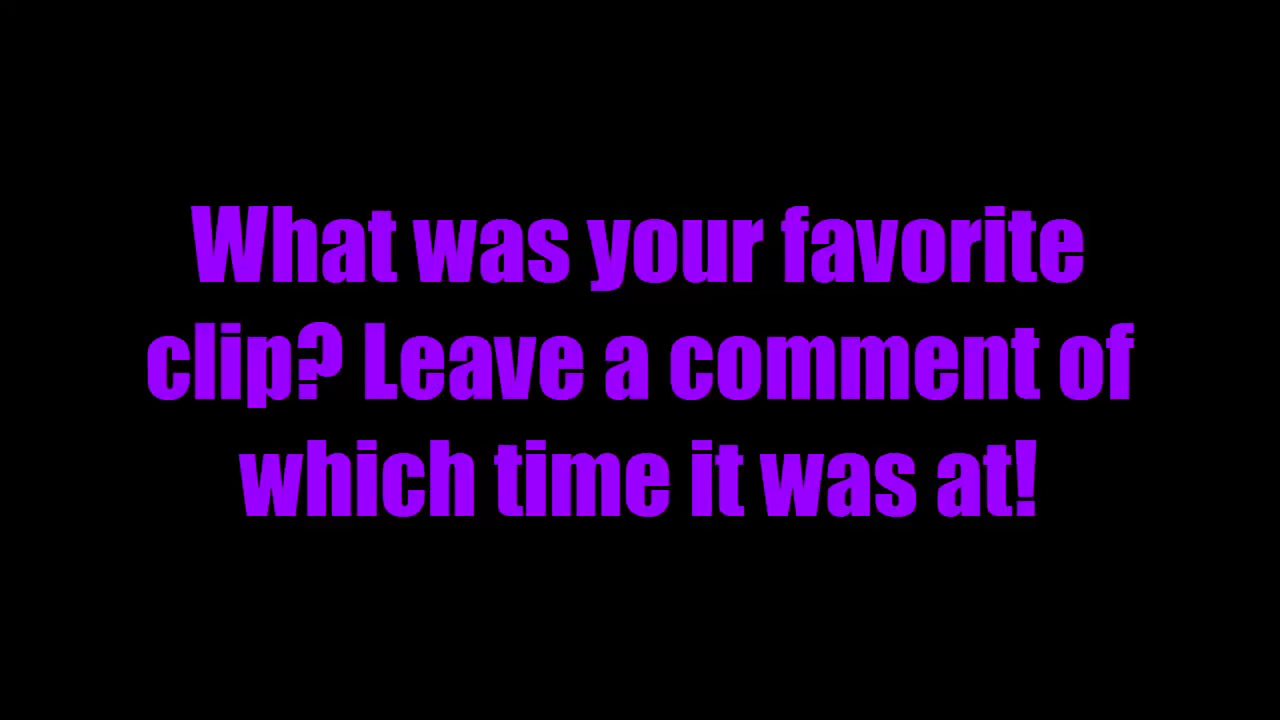 What was your favorite
clip? Leave a comment of
which time it was at!